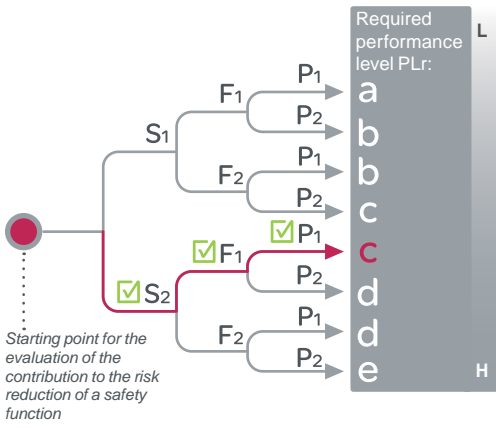 Required
performance
level PLr:
L
P1
a
F1
P2
b
S1
P1
b
F2
P2
c
P1
c
F1
P2
d
S2
P1
d
F2
P2
e
H
Starting point for the
evaluation of the
contribution to the risk
reduction of a safety
function